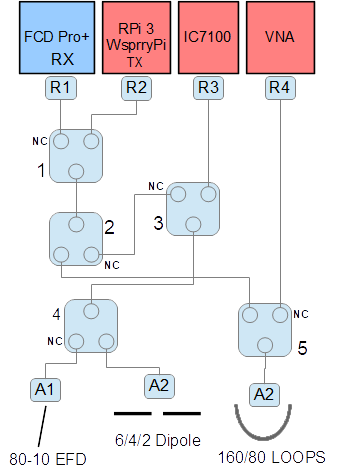 FCD Pro+
RX
RPi 3
WsprryPi
TX
IC7100
VNA
R1
R2
R3
R4
NC
1
NC
3
2
NC
4
NC
NC
5
A1
A2
A2
80-10 EFD
6/4/2 Dipole
160/80 LOOPS